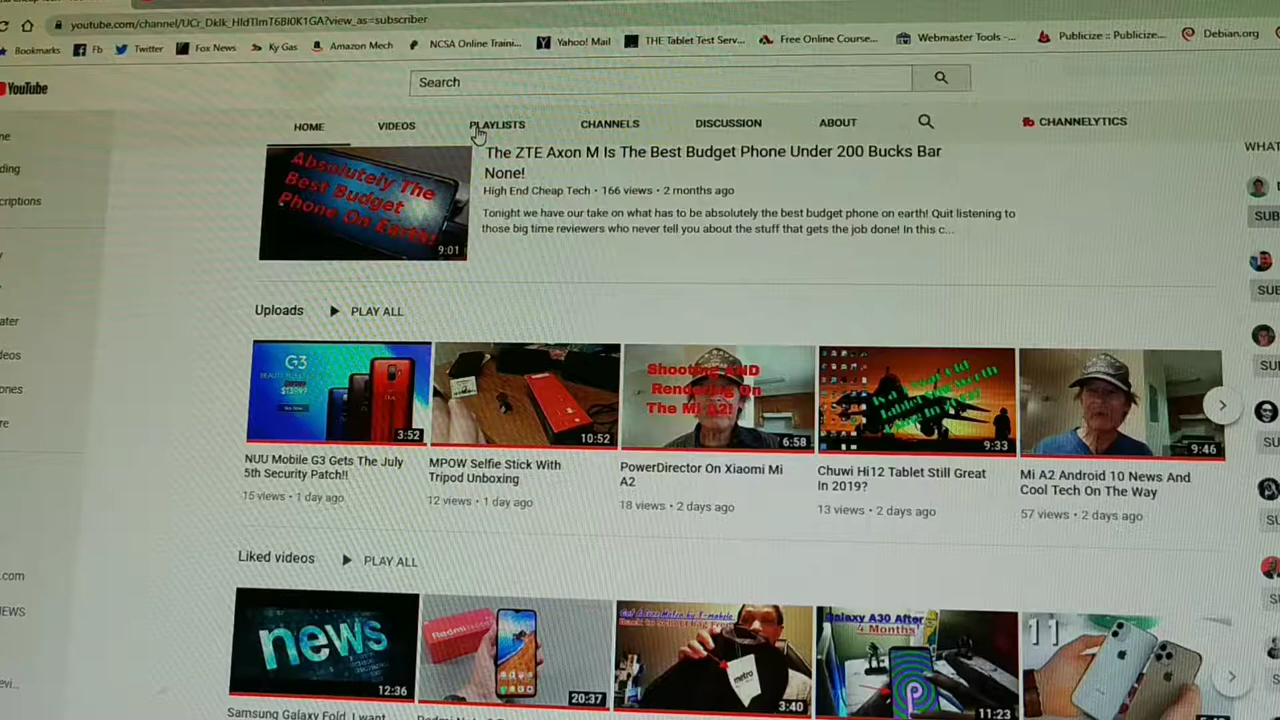 youtube.com/channel/UCr_Dklk_HIdTImT6BI0K1GA?view_as=subscriber
Bookmarks Fb Twitter Fox News Ky Gas Amazon Mech NCSA Online Traini... Yahoo! Mail THE Tablet Test Serv... Free Online Course... Webmaster Tools -... Publicize :: Publicize... Debian.org
YouTube
Search
HOME VIDEOS PLAYLISTS CHANNELS DISCUSSION ABOUT CHANNELYTICS
Absolutely The
Best Budget
Phone On Earth!
9:01
The ZTE Axon M Is The Best Budget Phone Under 200 Bucks Bar
None!
High End Cheap Tech • 166 views • 2 months ago
Tonight we have our take on what has to be absolutely the best budget phone on earth! Quit listening to
those big time reviewers who never tell you about the stuff that gets the job done! In this c...
WHAT
SUB
SUB
Uploads PLAY ALL
G3
3:52
10:52
Shooting AND
Rendering On
The Mi A2!
6:58
9:33
9:46
NUU Mobile G3 Gets The July
5th Security Patch!!
15 views • 1 day ago
MPOW Selfie Stick With
Tripod Unboxing
12 views • 1 day ago
PowerDirector On Xiaomi Mi
A2
18 views • 2 days ago
Chuwi Hi12 Tablet Still Great
In 2019?
13 views • 2 days ago
Mi A2 Android 10 News And
Cool Tech On The Way
57 views • 2 days ago
Liked videos PLAY ALL
news
12:36
20:37
metro
3:40
Galaxy A30 After
4 Months
11:23
11
Samsung Galaxy Fold, I want